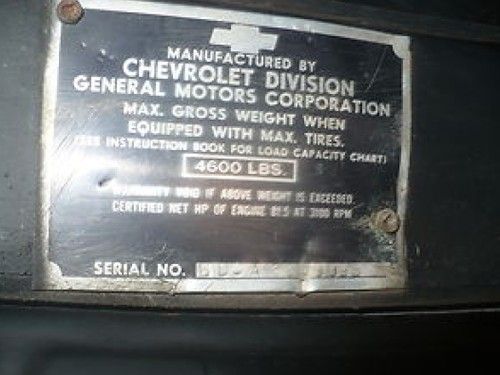 MANUFACTURED BY
CHEVROLET DIVISION
GENERAL MOTORS CORPORATION
MAX. GROSS WEIGHT WHEN
EQUIPPED WITH MAX. TIRES.
(SEE INSTRUCTION BOOK FOR LOAD CAPACITY CHART)
4600 LBS.
WARRANTY VOID IF ABOVE WEIGHT IS EXCEEDED.
CERTIFIED NET HP OF ENGINE AT RPM
SERIAL NO.